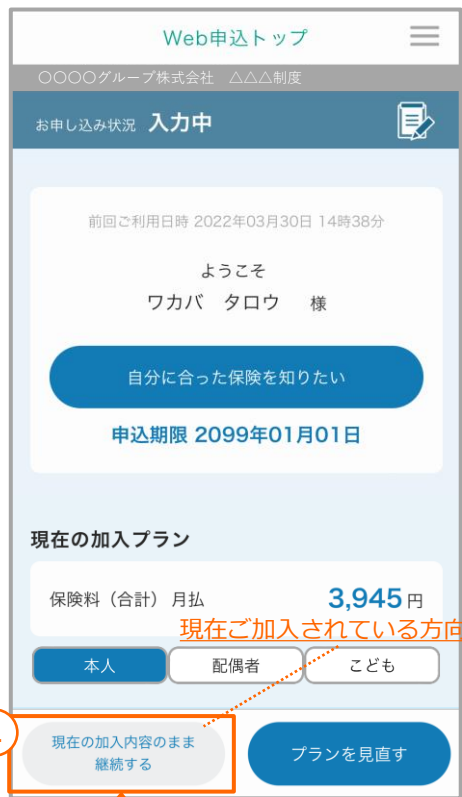 Web申込トップ
〇〇〇〇グループ株式会社 △△△制度
お申し込み状況 入力中
前回ご利用日時 2022年03月30日 14時38分
ようこそ
ワカバ タロウ 様
自分に合った保険を知りたい
申込期限 2099年01月01日
現在の加入プラン
保険料（合計） 月払 3,945 円
現在ご加入されている方向
本人 配偶者 こども
現在の加入内容のまま
継続する
プランを見直す